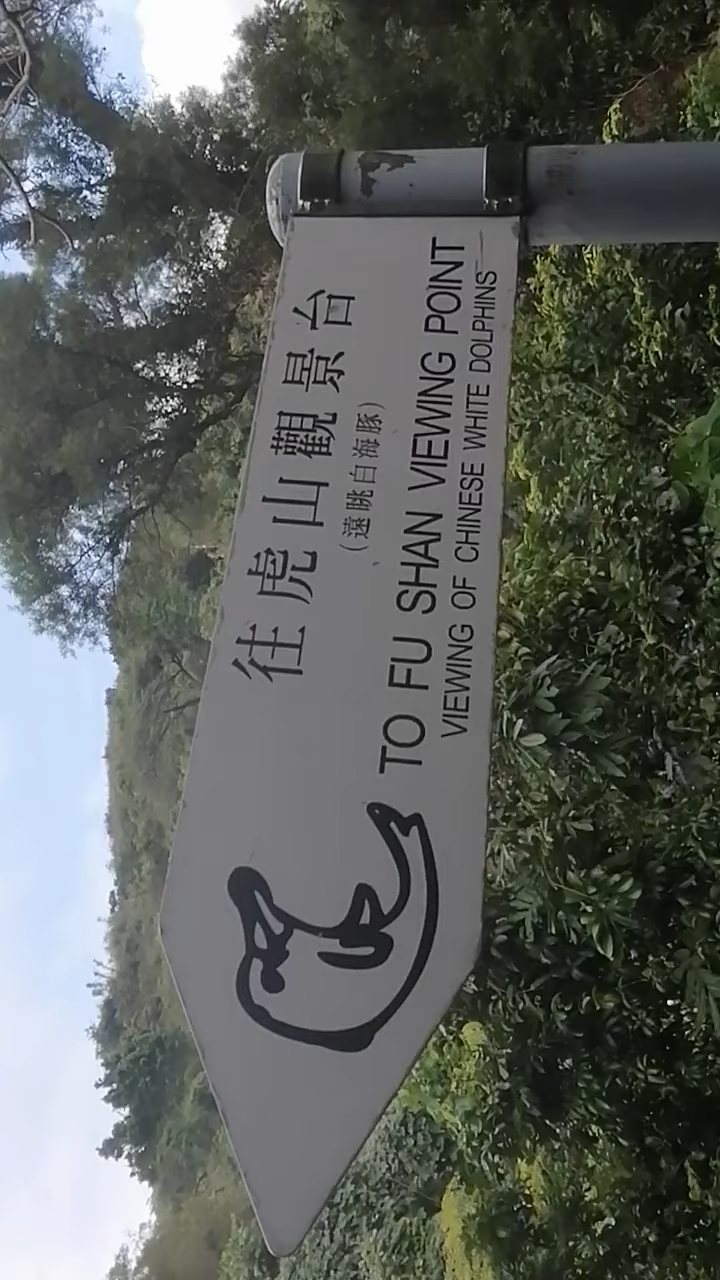 往虎山觀景台
(遠眺白海豚)
TO FU SHAN VIEWING POINT
VIEWING OF CHINESE WHITE DOLPHINS